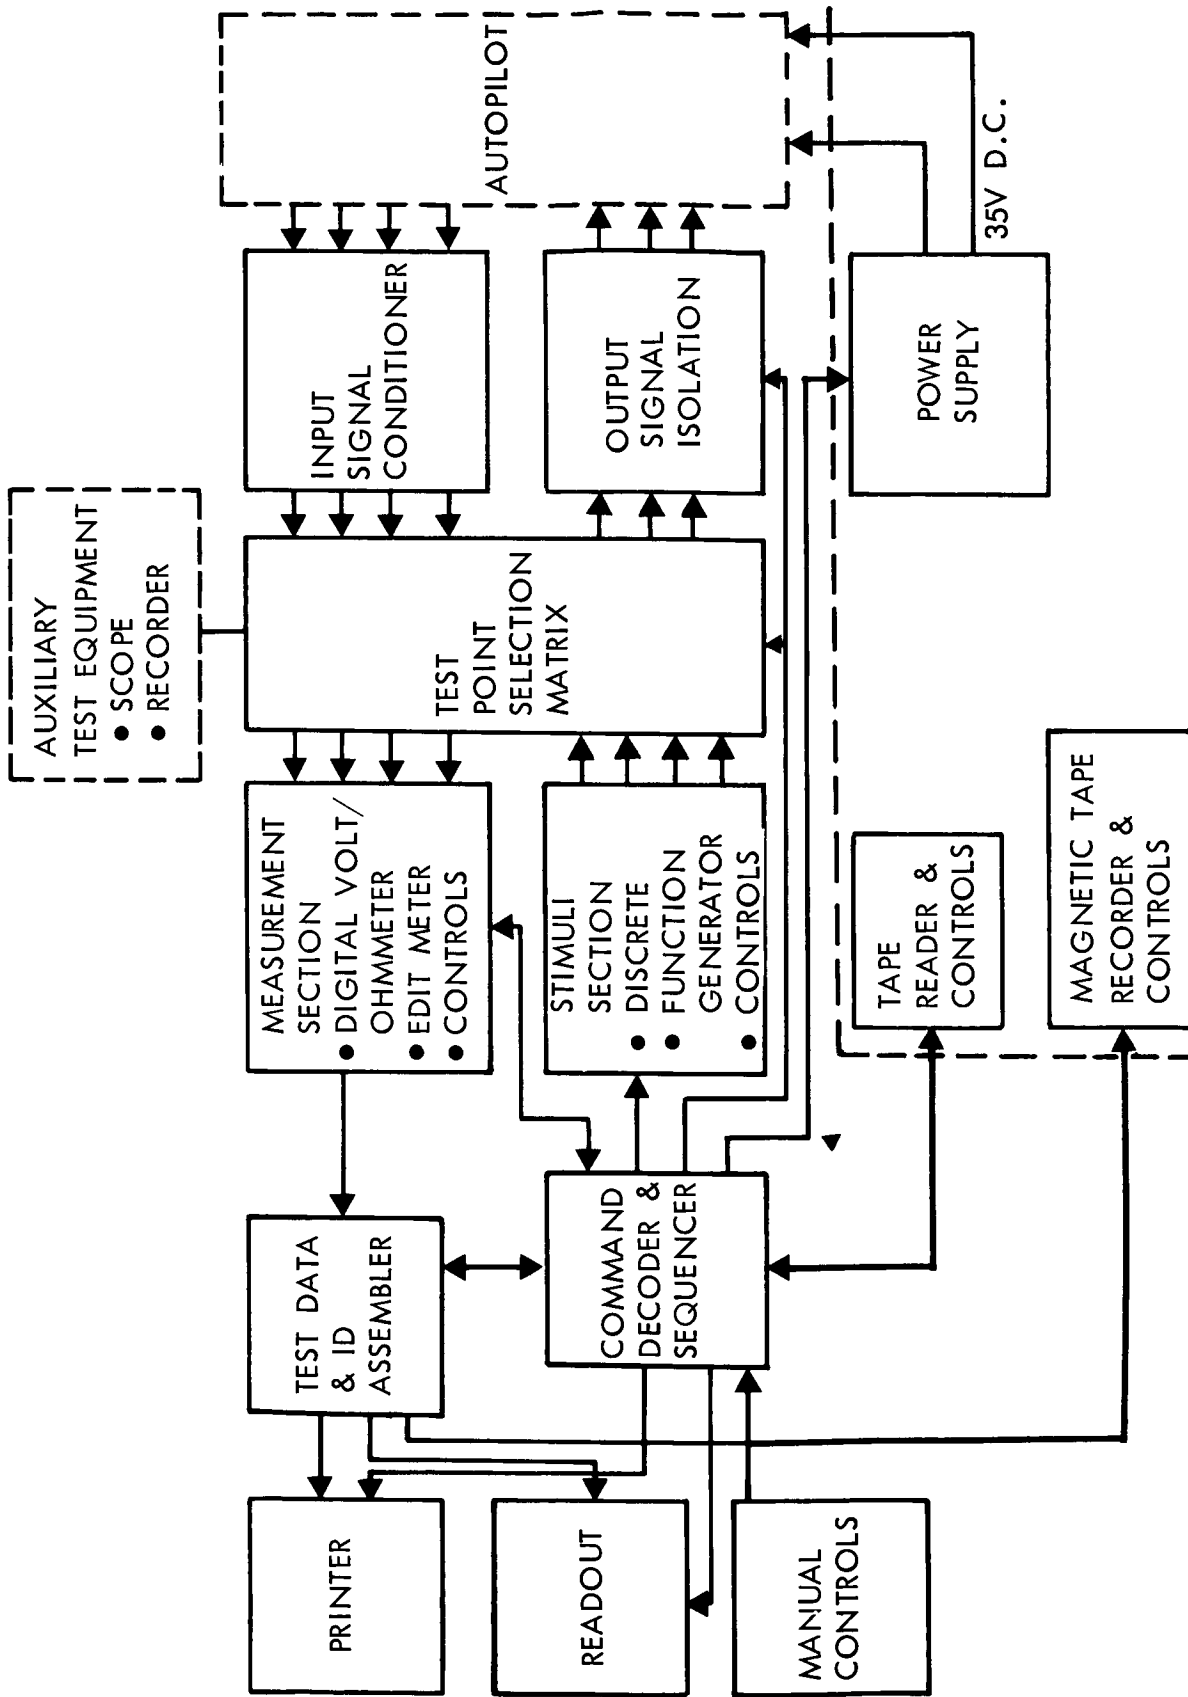 AUXILIARY
TEST EQUIPMENT
● SCOPE
● RECORDER
PRINTER
TEST DATA
& ID
ASSEMBLER
MEASUREMENT
SECTION
● DIGITAL VOLT/
OHMMETER
● EDIT METER
● CONTROLS
TEST
POINT
SELECTION
MATRIX
INPUT
SIGNAL
CONDITIONER
AUTOPILOT
READOUT
COMMAND
DECODER &
SEQUENCER
STIMULI
SECTION
● DISCRETE
● FUNCTION
GENERATOR
● CONTROLS
OUTPUT
SIGNAL
ISOLATION
MANUAL
CONTROLS
TAPE
READER &
CONTROLS
POWER
SUPPLY
35V D.C.
MAGNETIC TAPE
RECORDER &
CONTROLS